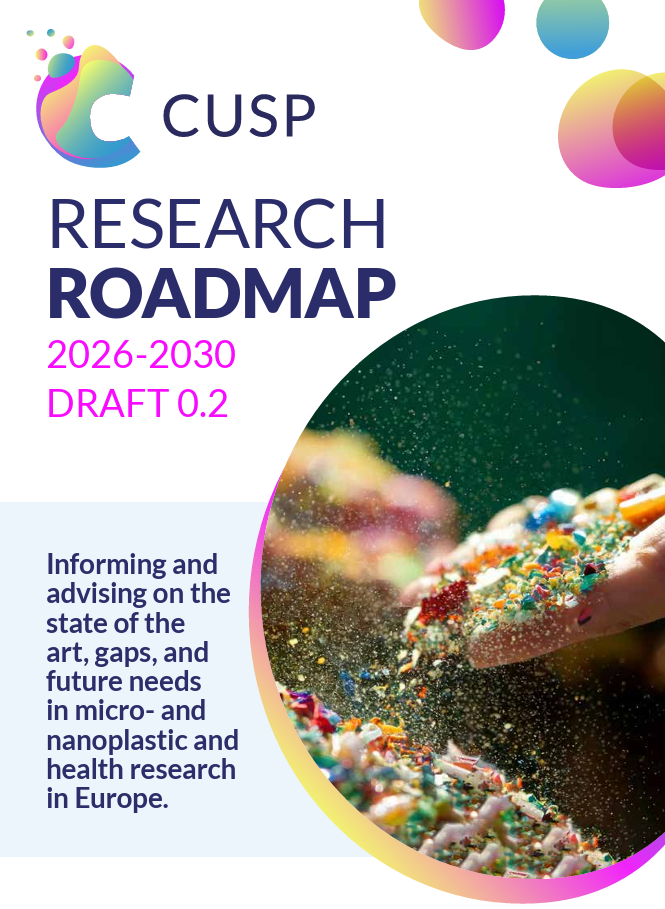 CUSP
RESEARCH
ROADMAP
2026-2030
DRAFT 0.2
Informing and
advising on the
state of the
art, gaps, and
future needs
in micro- and
nanoplastic and
health research
in Europe.